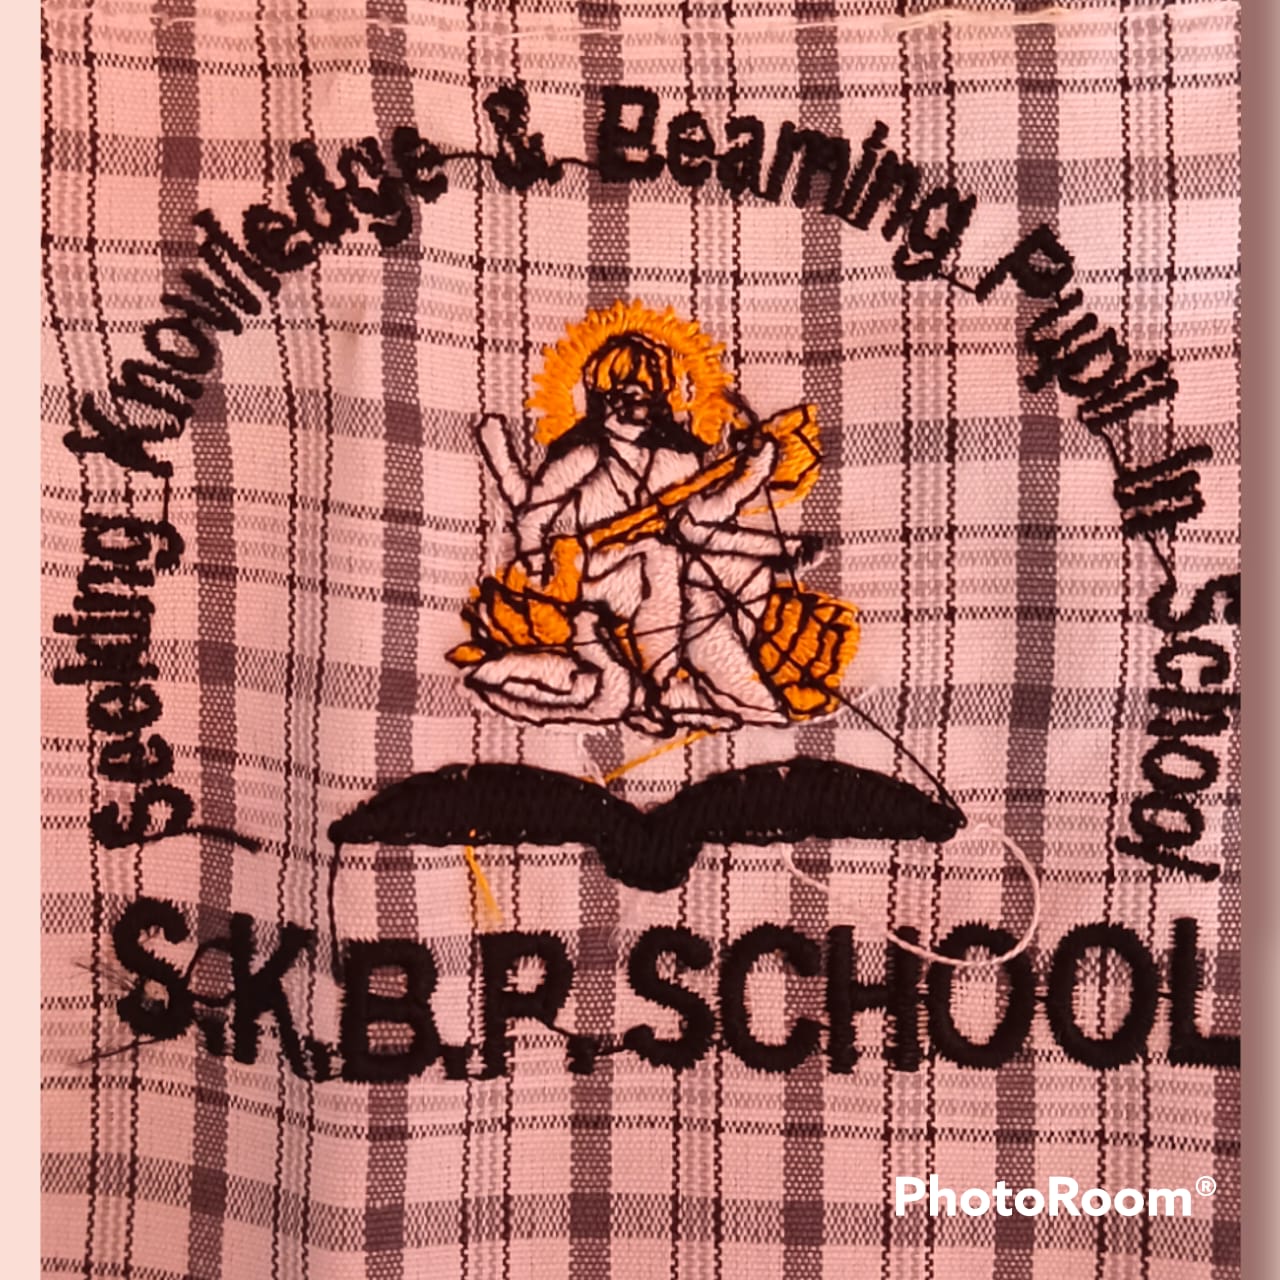 Seeking Knowledge & Beaming Pupil In School
S.K.B.P. SCHOOL
PhotoRoom®